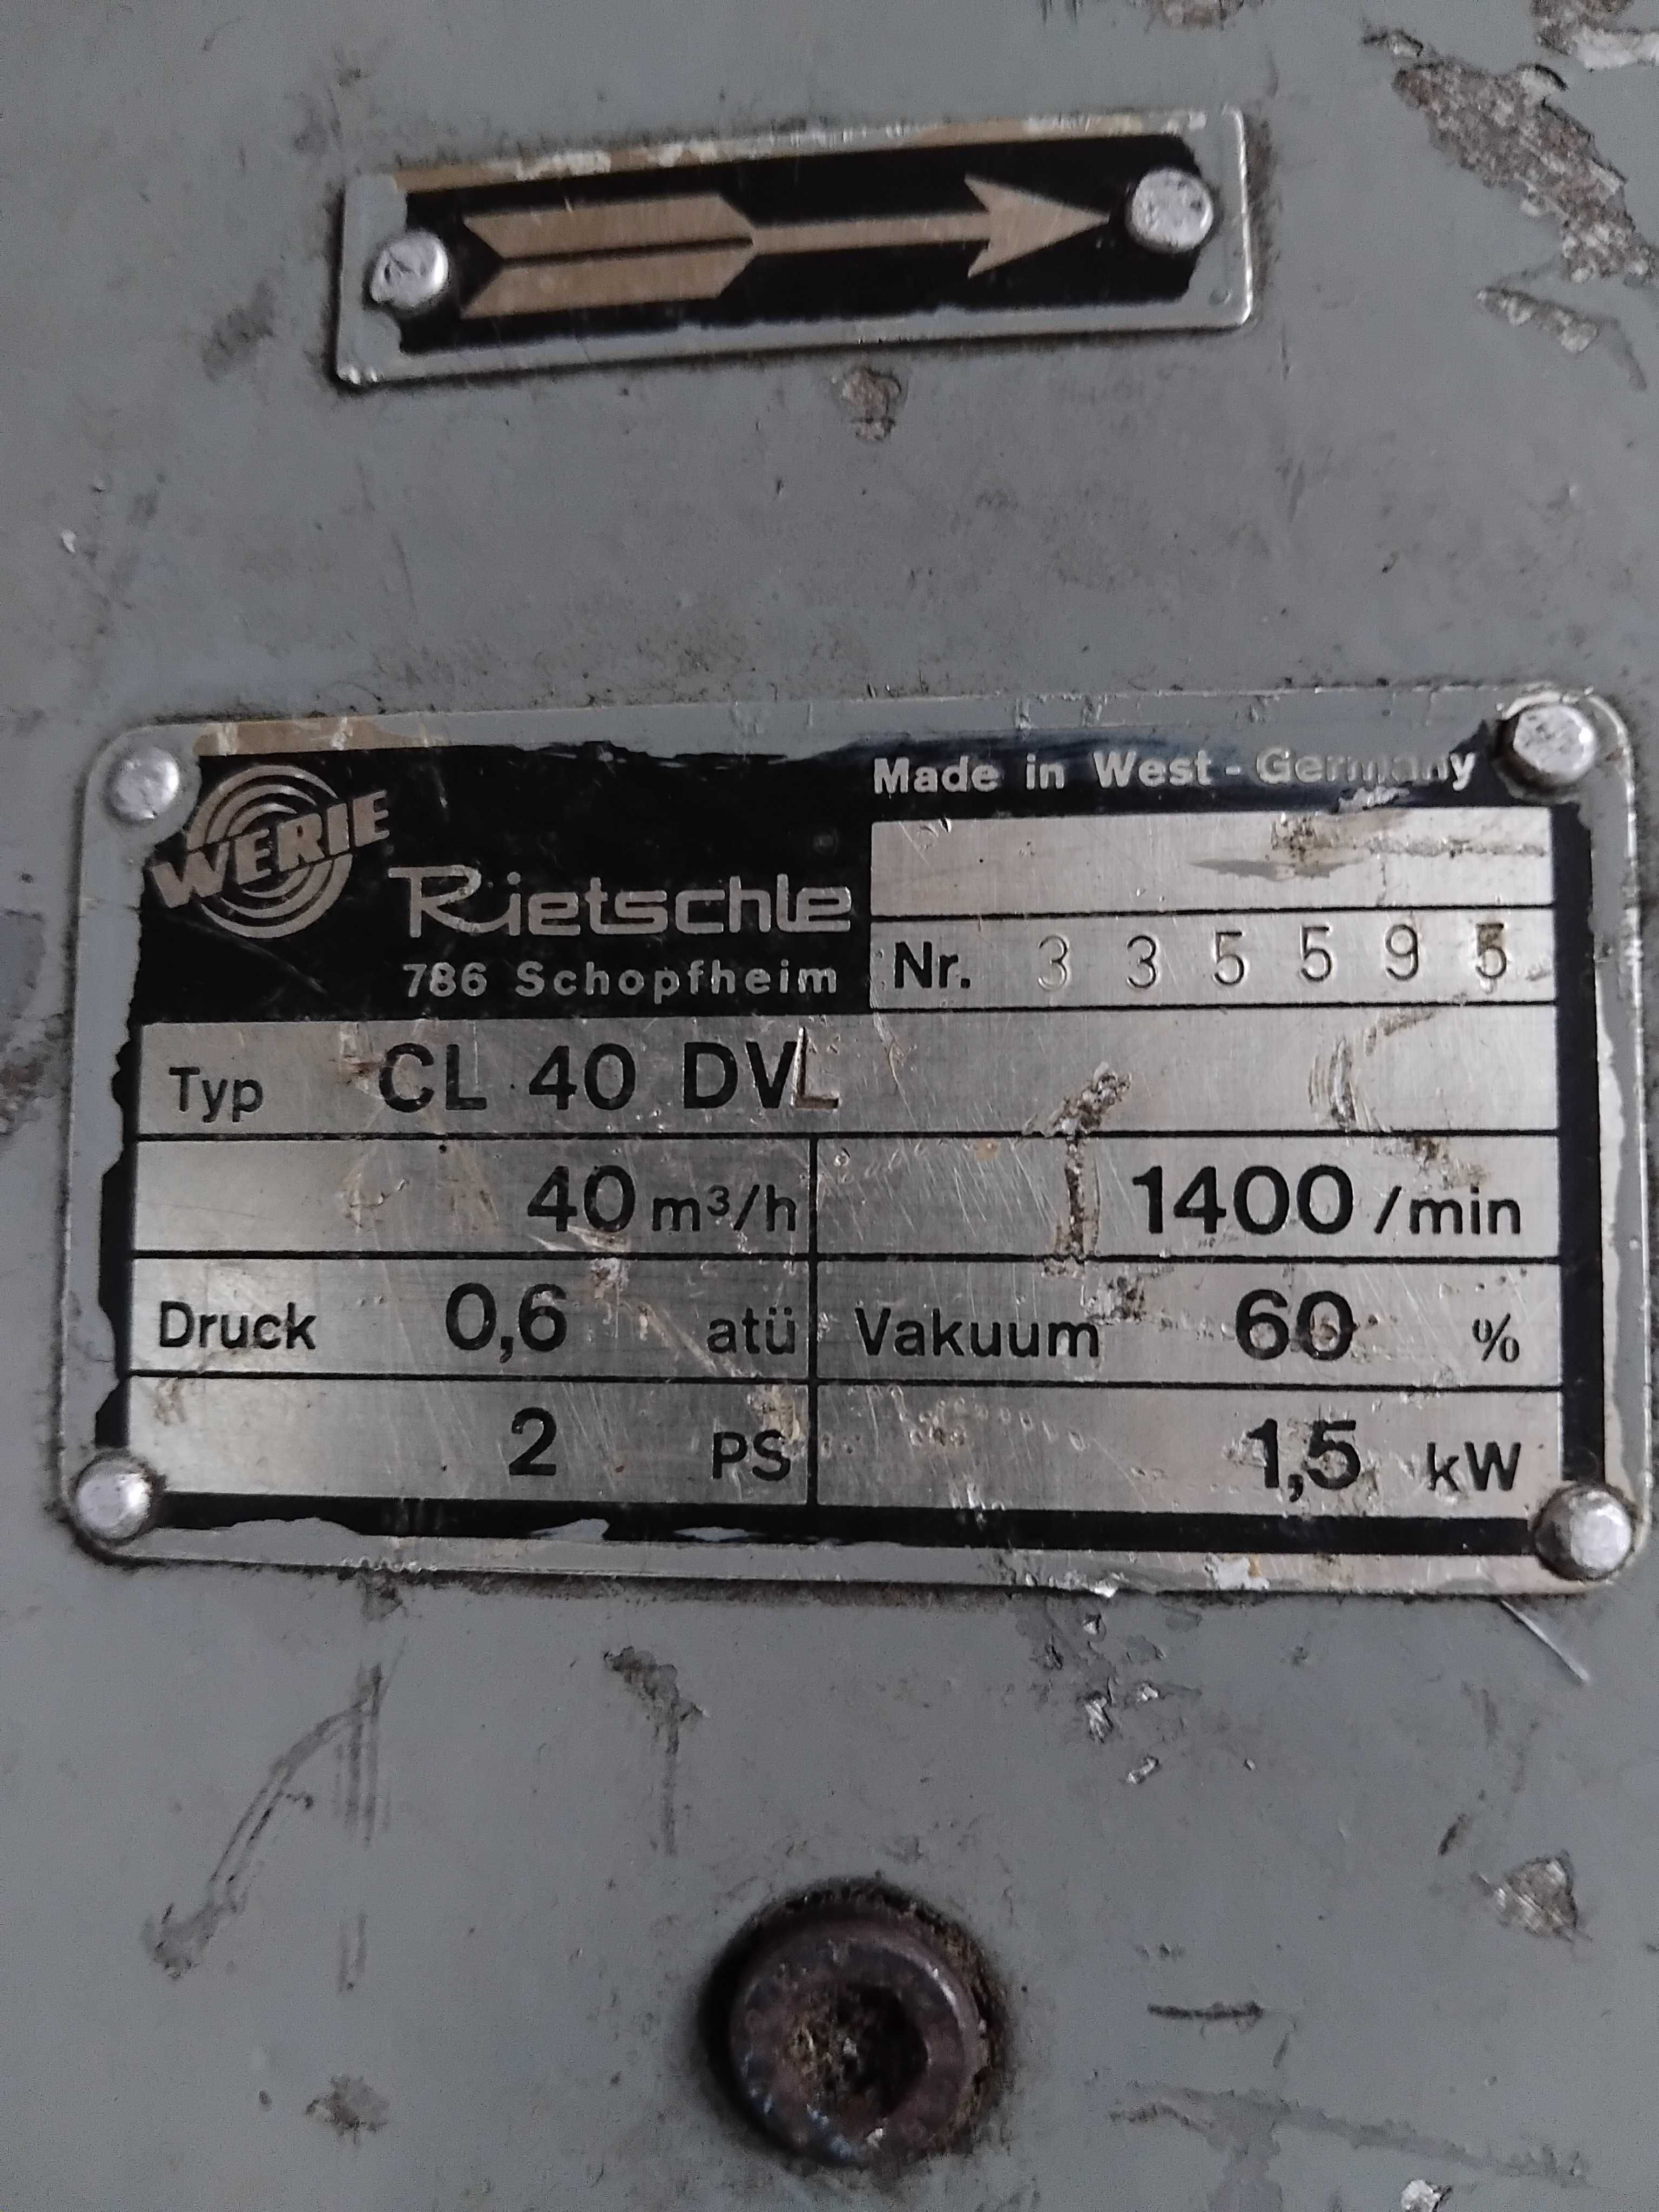 Made in West-Germany
WERIE
Rietschle
786 Schopfheim
Nr. 335595
Typ CL 40 DVL
40 m³/h 1400 /min
Druck 0,6 atü Vakuum 60 %
2 PS 1,5 kW